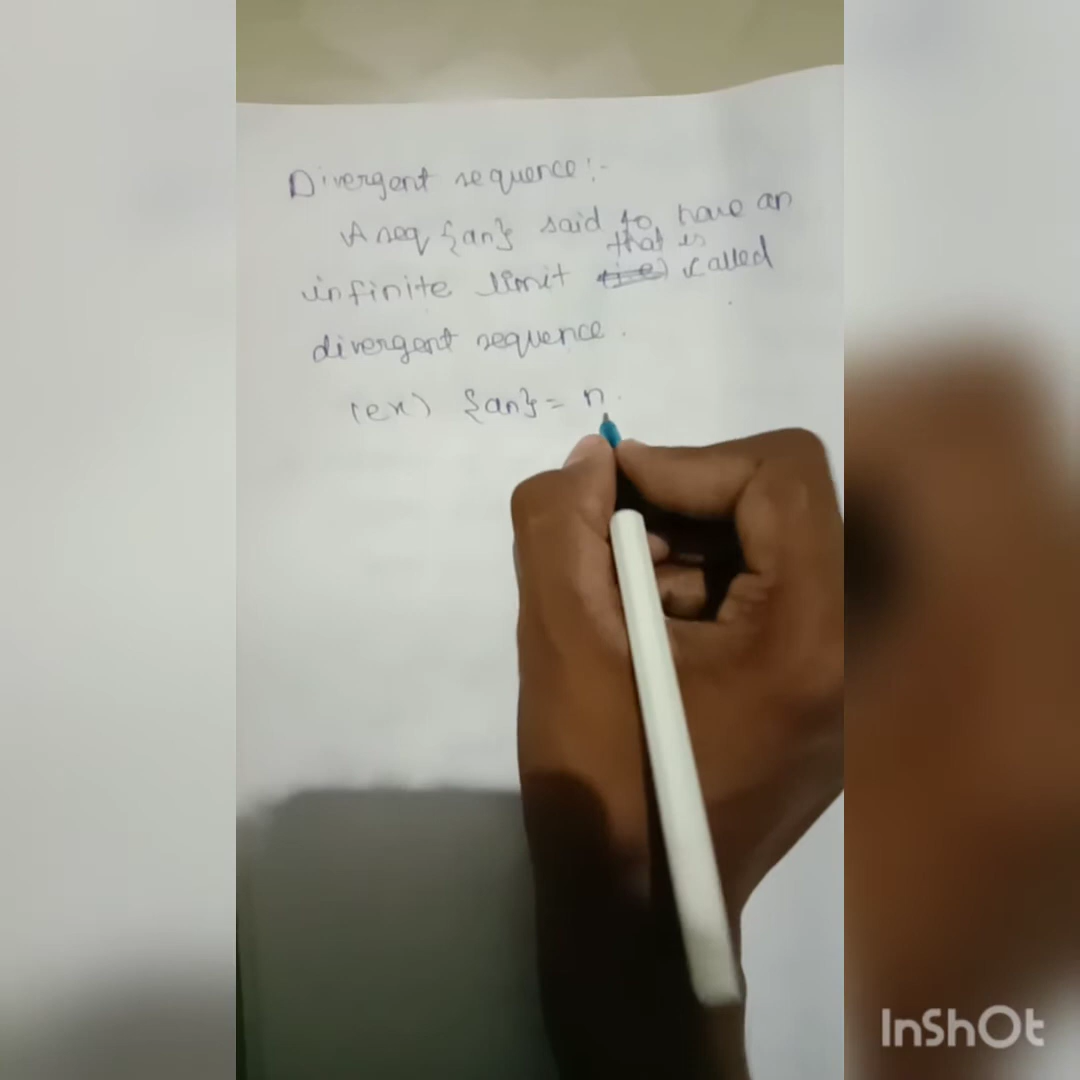 Divergent sequence:-
A seq {an} said to have an
that is
infinite limit called
divergent sequence.
(ex) {an} = n.
InShOt